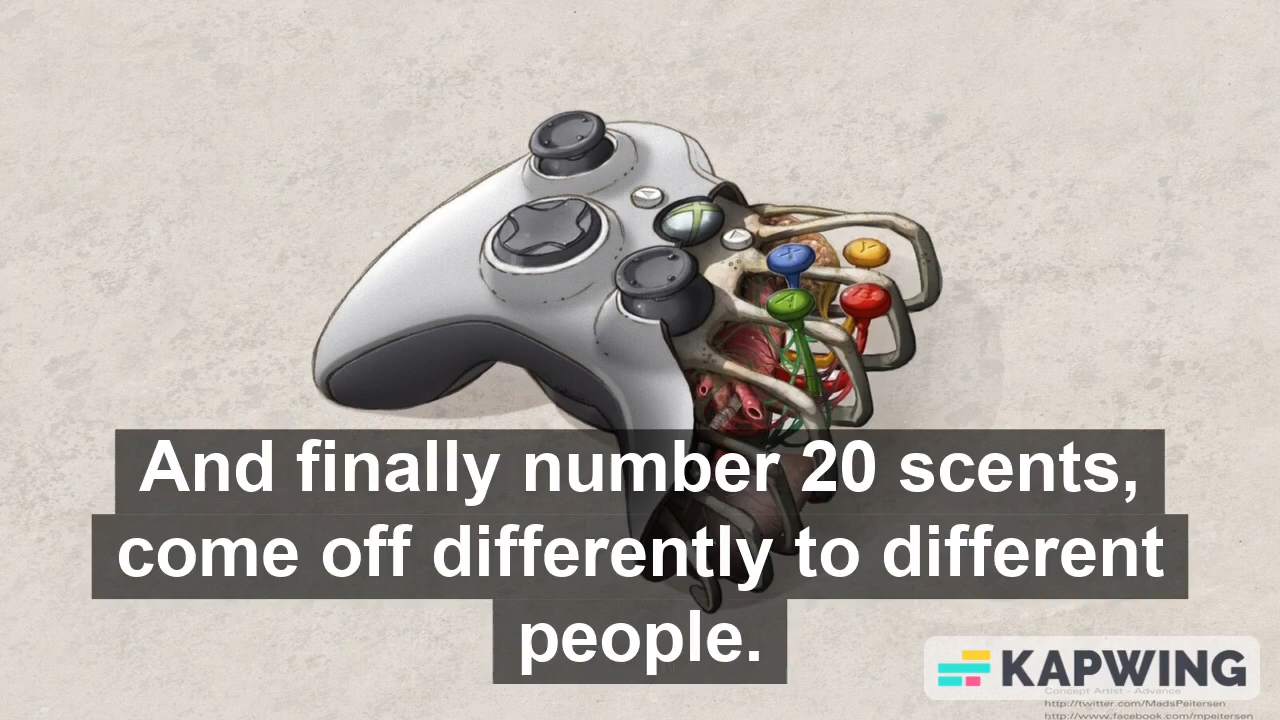 X
Y
A
B
And finally number 20 scents,
come off differently to different
people.
KAPWING
Concept Artist - Advance
http://twitter.com/MadsPeitersen
http://www.facebook.com/mpeitersen